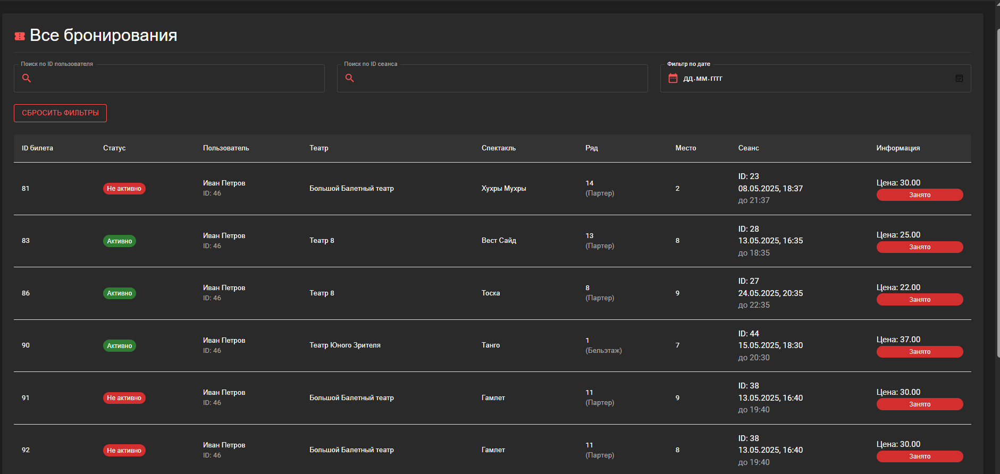 Все бронирования
Поиск по ID пользователя
Поиск по ID сеанса
Фильтр по дате
дд.мм.гггг
СБРОСИТЬ ФИЛЬТРЫ
ID билета Статус Пользователь Театр Спектакль Ряд Место Сеанс Информация
81 Не активно Иван Петров ID: 46 Большой Балетный театр Хухры Мухры 14 (Партер) 2 ID: 23 08.05.2025, 18:37 до 21:37 Цена: 30.00 Занято
83 Активно Иван Петров ID: 46 Театр 8 Вест Сайд 13 (Партер) 8 ID: 28 13.05.2025, 16:35 до 18:35 Цена: 25.00 Занято
86 Активно Иван Петров ID: 46 Театр 8 Тоска 8 (Партер) 9 ID: 27 24.05.2025, 20:35 до 22:35 Цена: 22.00 Занято
90 Активно Иван Петров ID: 46 Театр Юного Зрителя Танго 1 (Бельэтаж) 7 ID: 44 15.05.2025, 18:30 до 20:30 Цена: 37.00 Занято
91 Не активно Иван Петров ID: 46 Большой Балетный театр Гамлет 11 (Партер) 9 ID: 38 13.05.2025, 16:40 до 19:40 Цена: 30.00 Занято
92 Не активно Иван Петров ID: 46 Большой Балетный театр Гамлет 11 (Партер) 8 ID: 38 13.05.2025, 16:40 до 19:40 Цена: 30.00 Занято